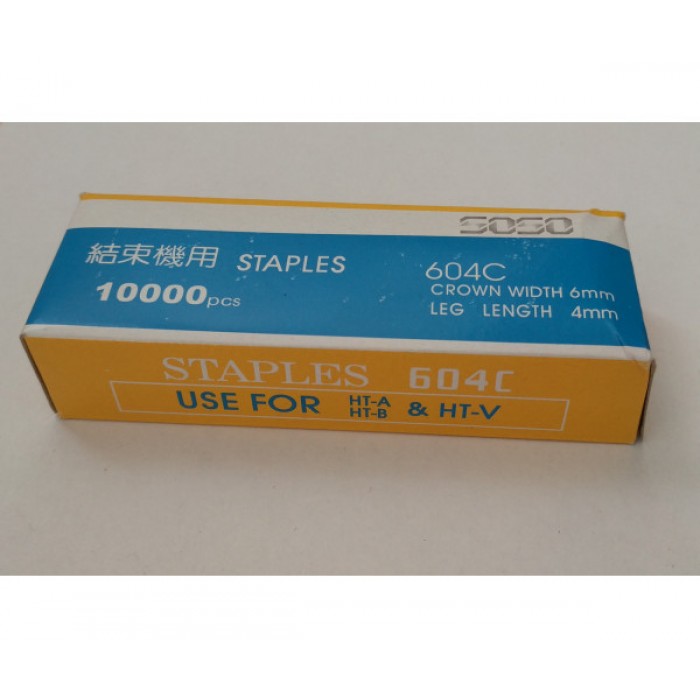 SOSO
結束機用 STAPLES
10000pcs
604C
CROWN WIDTH 6mm
LEG LENGTH 4mm
STAPLES 604C
USE FOR HT-A
HT-B & HT-V